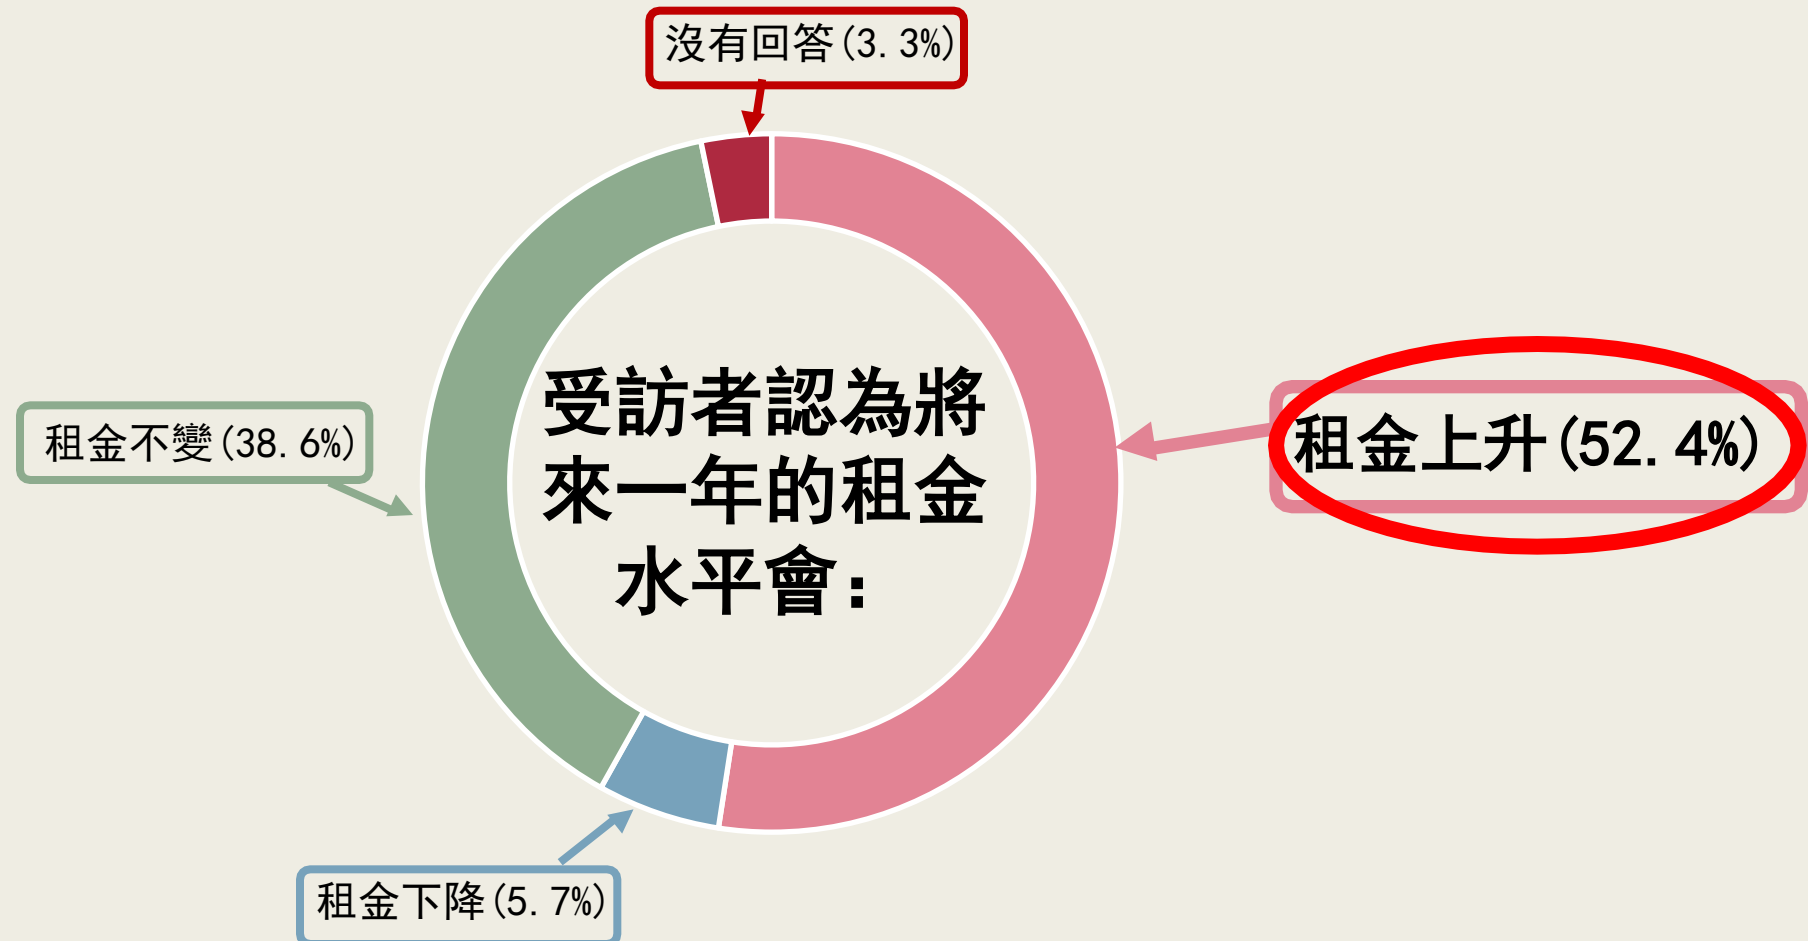 沒有回答(3.3%)
受訪者認為將
來一年的租金
水平會：
租金上升(52.4%)
租金不變(38.6%)
租金下降(5.7%)